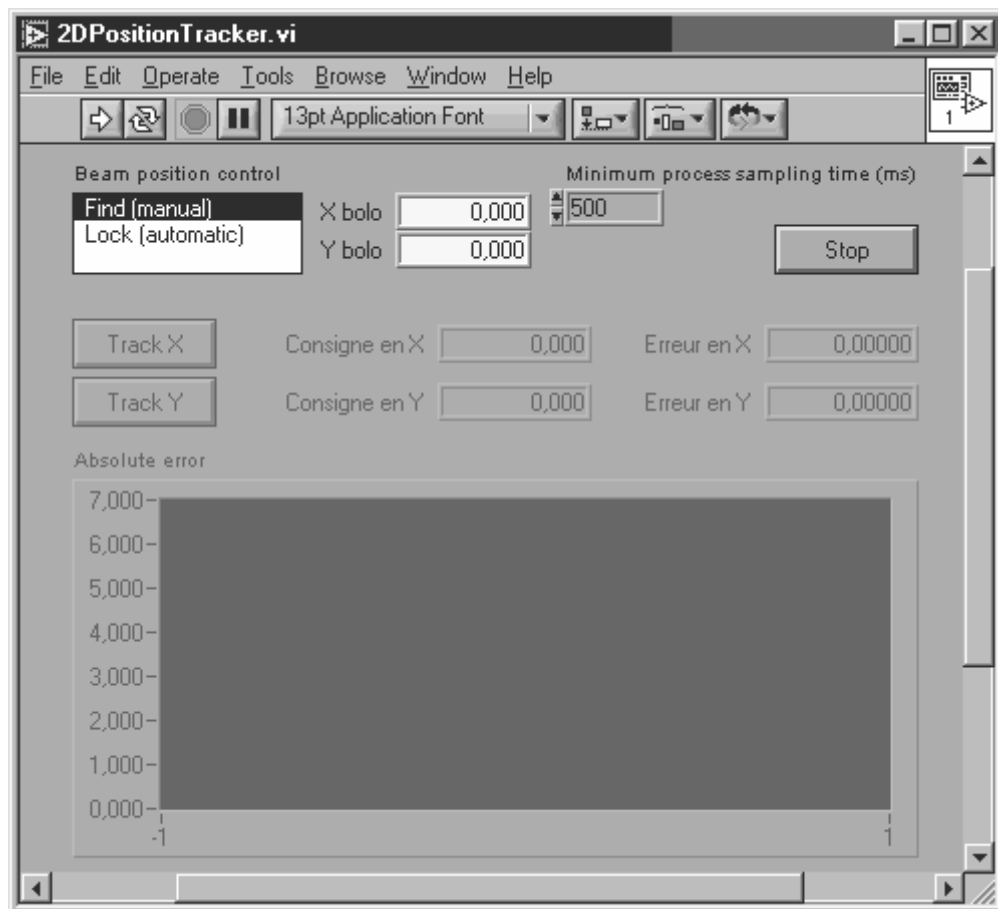 2DPositionTracker.vi
File Edit Operate Tools Browse Window Help
13pt Application Font
1
Beam position control
Minimum process sampling time (ms)
Find (manual)
Lock (automatic)
X bolo 0,000
Y bolo 0,000
500
Stop
Track X Consigne en X 0,000 Erreur en X 0,00000
Track Y Consigne en Y 0,000 Erreur en Y 0,00000
Absolute error
7,000
6,000
5,000
4,000
3,000
2,000
1,000
0,000
-1 1